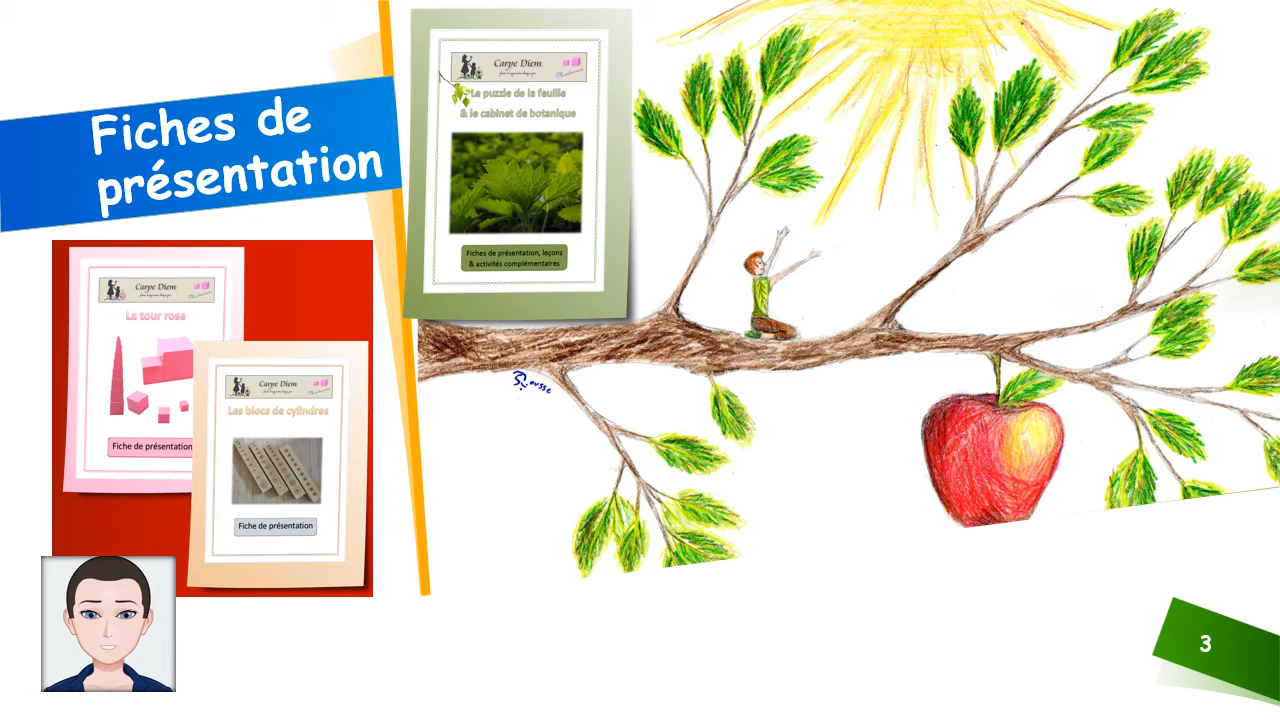 Fiches de
présentation
Carpe Diem
Le puzzle de la feuille
& le cabinet de botanique
Fiches de présentation, leçons
& activités complémentaires
Carpe Diem
La tour rose
Fiche de présentation
Carpe Diem
Les blocs de cylindres
Fiche de présentation
3